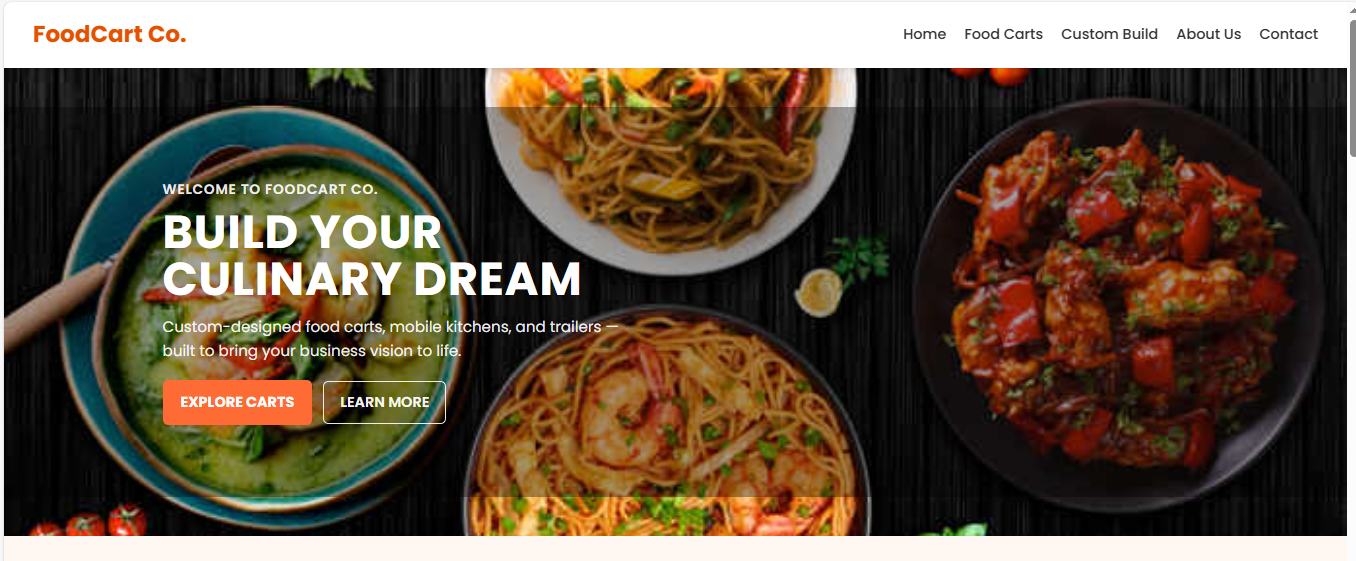 FoodCart Co.
Home Food Carts Custom Build About Us Contact
WELCOME TO FOODCART CO.
BUILD YOUR
CULINARY DREAM
Custom-designed food carts, mobile kitchens, and trailers —
built to bring your business vision to life.
EXPLORE CARTS LEARN MORE